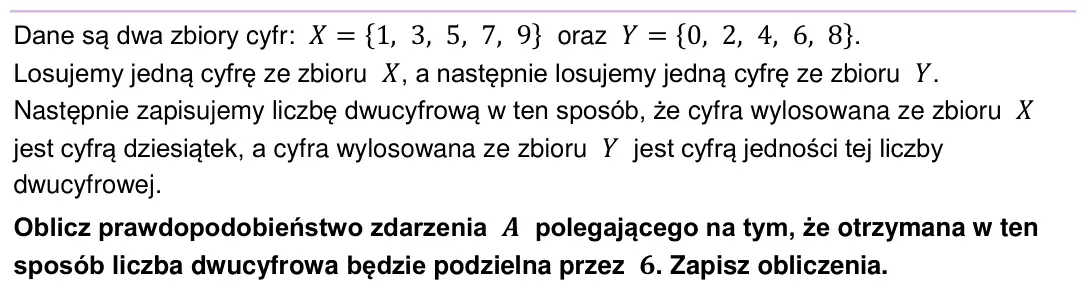 Dane są dwa zbiory cyfr: X = {1, 3, 5, 7, 9} oraz Y = {0, 2, 4, 6, 8}.
Losujemy jedną cyfrę ze zbioru X, a następnie losujemy jedną cyfrę ze zbioru Y.
Następnie zapisujemy liczbę dwucyfrową w ten sposób, że cyfra wylosowana ze zbioru X
jest cyfrą dziesiątek, a cyfra wylosowana ze zbioru Y jest cyfrą jedności tej liczby
dwucyfrowej.
Oblicz prawdopodobieństwo zdarzenia A polegającego na tym, że otrzymana w ten
sposób liczba dwucyfrowa będzie podzielna przez 6. Zapisz obliczenia.